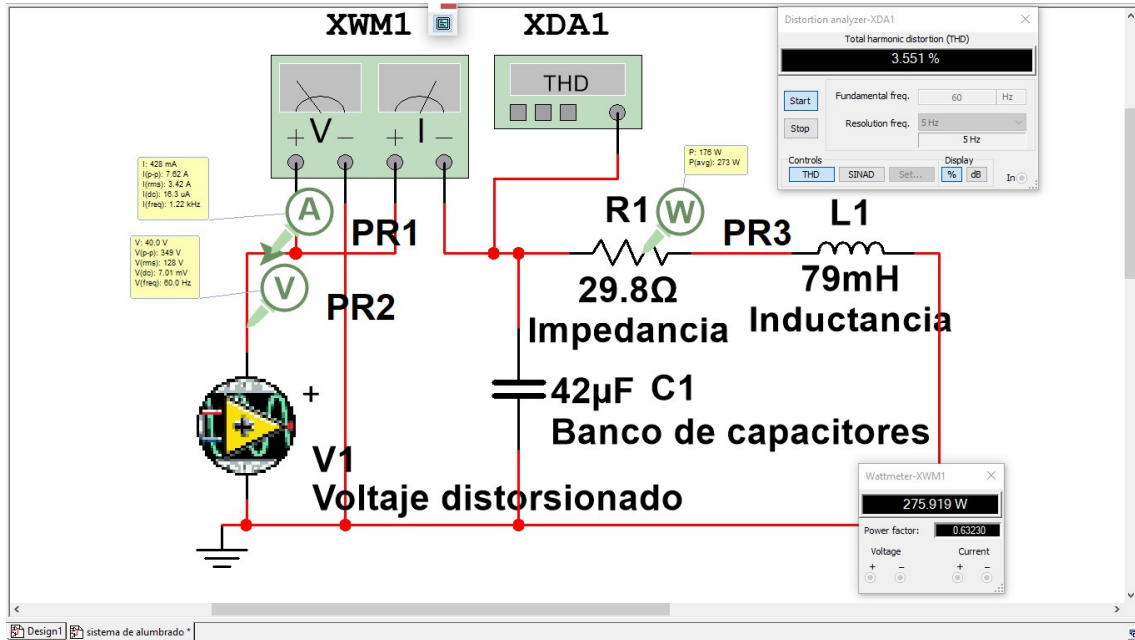 XWM1
XDA1
V
I
+
−
+
−
THD
Distortion analyzer-XDA1
Total harmonic distortion (THD)
3.551 %
Start
Stop
Fundamental freq.
60
Hz
Resolution freq.
5 Hz
5 Hz
Controls
THD
SINAD
Set...
Display
%
dB
In
I: 428 mA
I(p-p): 7.62 A
I(rms): 3.42 A
I(dc): 16.3 uA
I(freq): 1.22 kHz
A
PR1
V: 40.0 V
V(p-p): 349 V
V(rms): 128 V
V(dc): 7.01 mV
V(freq): 60.0 Hz
V
PR2
P: 176 W
P(avg): 273 W
W
PR3
R1
29.8Ω
Impedancia
L1
79mH
Inductancia
42µF C1
Banco de capacitores
+
V1
Voltaje distorsionado
Wattmeter-XWM1
275.919 W
Power factor:
0.63230
Voltage
Current
+ − + −
Design1
sistema de alumbrado *